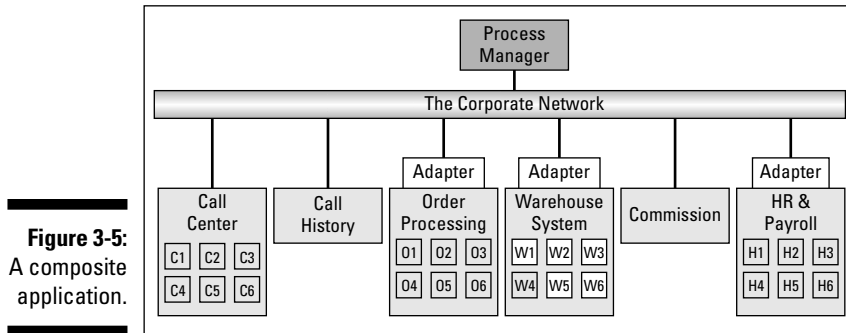 Process
Manager
The Corporate Network
Adapter
Adapter
Adapter
Call
Center
Call
History
Order
Processing
Warehouse
System
Commission
HR &
Payroll
C1 C2 C3
C4 C5 C6
O1 O2 O3
O4 O5 O6
W1 W2 W3
W4 W5 W6
H1 H2 H3
H4 H5 H6
Figure 3-5:
A composite
application.